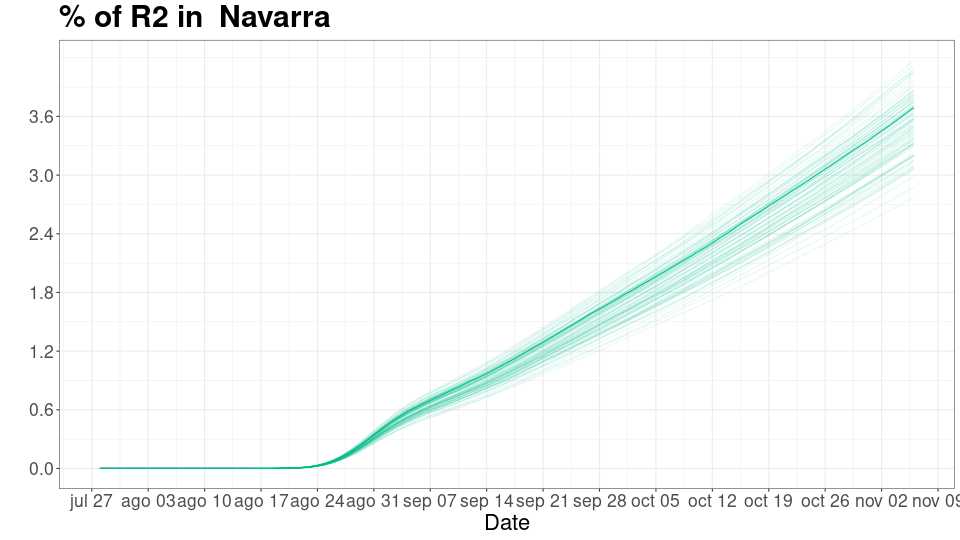 % of R2 in  Navarra
3.6
3.0
2.4
1.8
1.2
0.6
0.0
jul 27 ago 03 ago 10 ago 17 ago 24 ago 31 sep 07 sep 14 sep 21 sep 28 oct 05 oct 12 oct 19 oct 26 nov 02 nov 09
Date